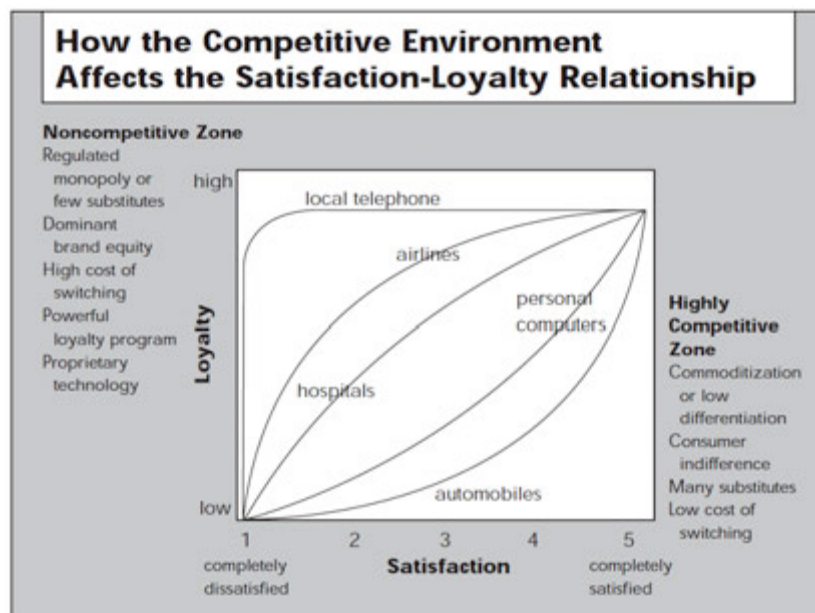 How the Competitive Environment
Affects the Satisfaction-Loyalty Relationship
Noncompetitive Zone
Regulated
monopoly or
few substitutes
Dominant
brand equity
High cost of
switching
Powerful
loyalty program
Proprietary
technology
high
Loyalty
low
local telephone
airlines
personal
computers
hospitals
automobiles
1 2 3 4 5
completely
dissatisfied
Satisfaction
completely
satisfied
Highly
Competitive
Zone
Commoditization
or low
differentiation
Consumer
indifference
Many substitutes
Low cost of
switching